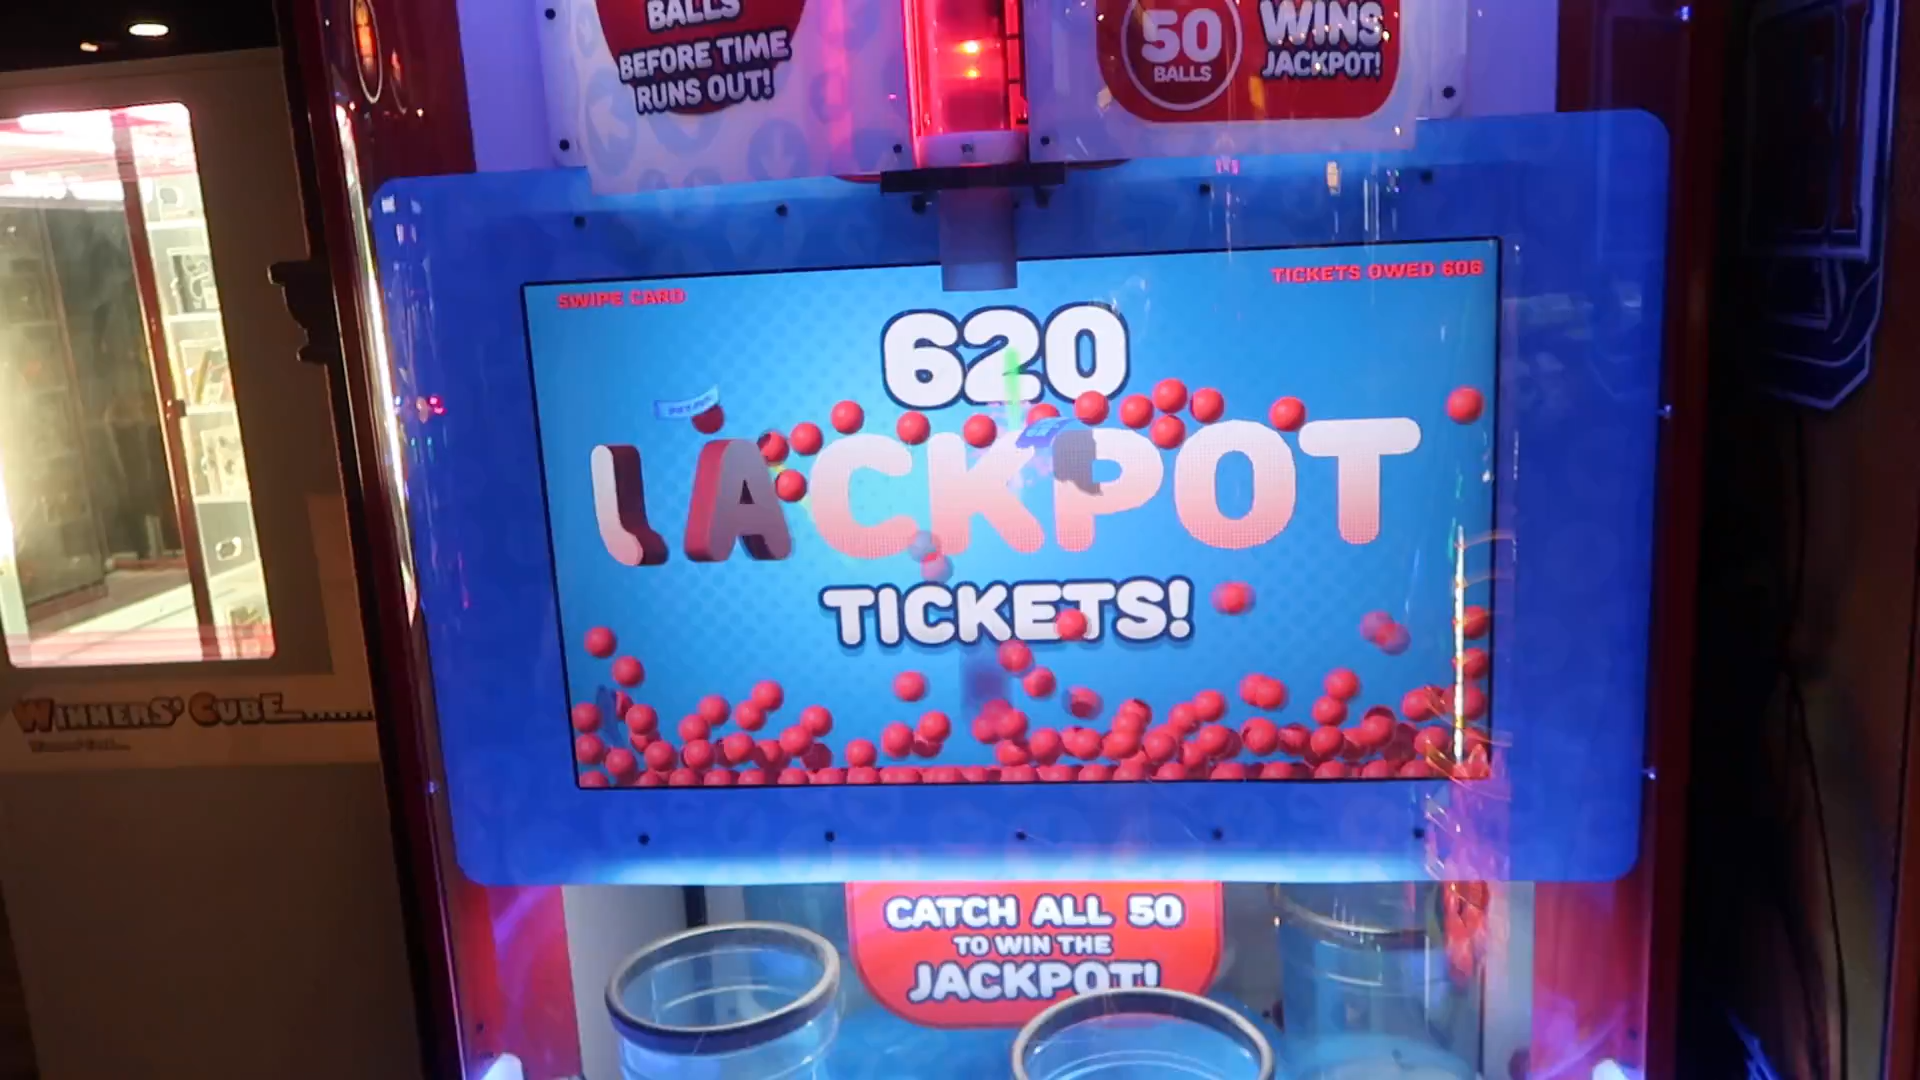 BALLS
BEFORE TIME
RUNS OUT!
50
BALLS
WINS
JACKPOT!
SWIPE CARD
TICKETS OWED 606
620
JACKPOT
TICKETS!
WINNERS' CUBE
CATCH ALL 50
TO WIN THE
JACKPOT!